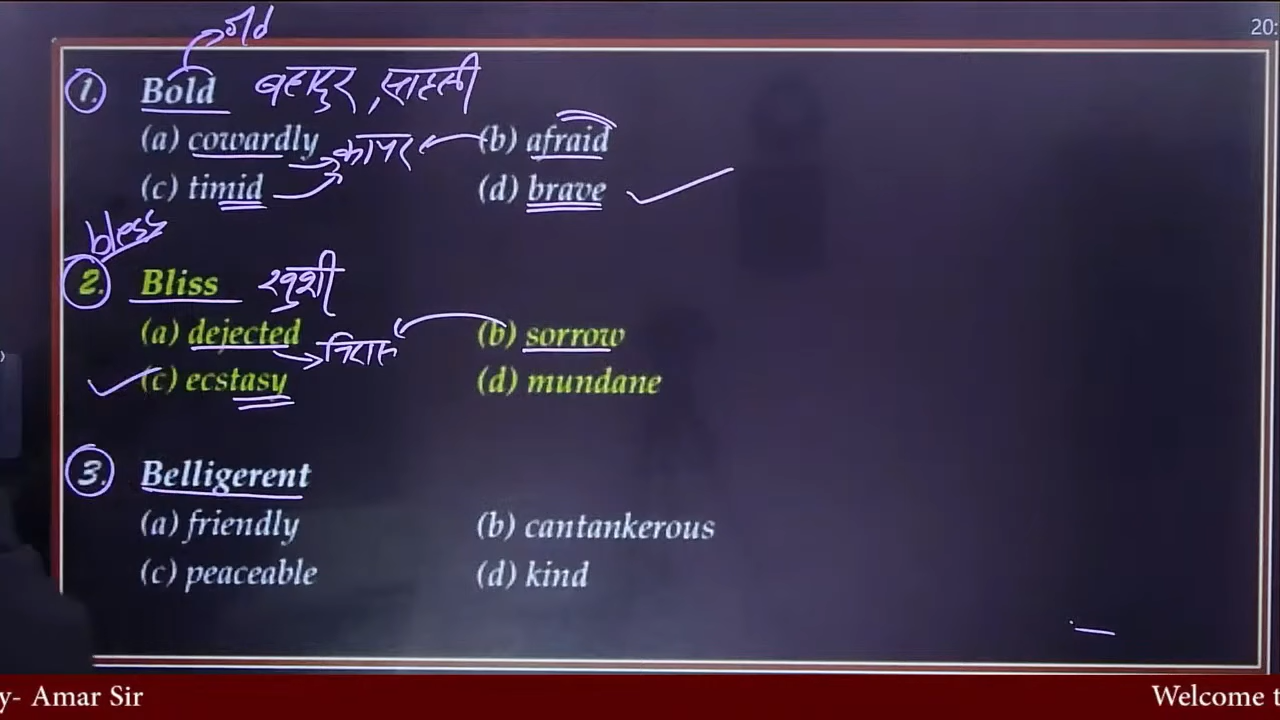 old
20:
1. Bold बहादुर, साहसी
(a) cowardly कायर (b) afraid
(c) timid (d) brave
bless
2. Bliss खुशी
(a) dejected निराश (b) sorrow
(c) ecstasy (d) mundane
3. Belligerent
(a) friendly (b) cantankerous
(c) peaceable (d) kind
y- Amar Sir Welcome t